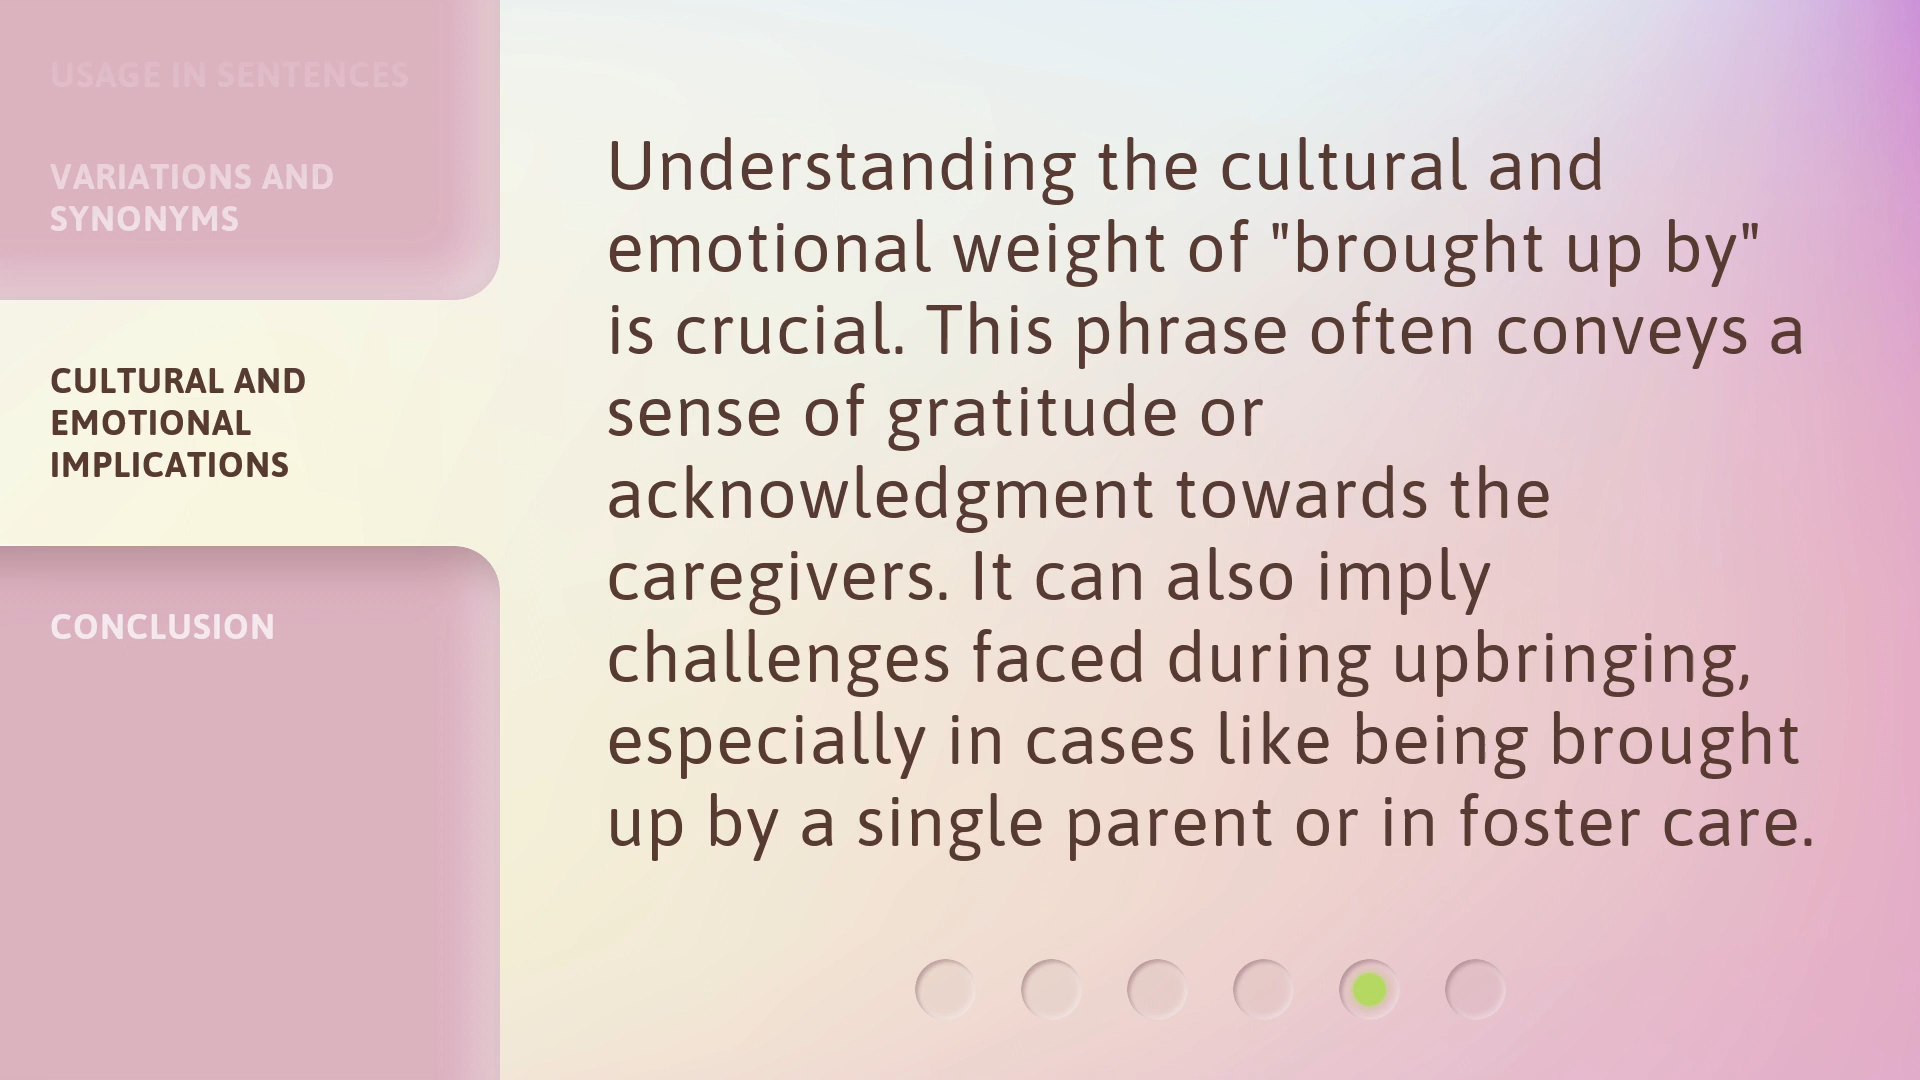 USAGE IN SENTENCES
VARIATIONS AND
SYNONYMS
CULTURAL AND
EMOTIONAL
IMPLICATIONS
CONCLUSION
Understanding the cultural and
emotional weight of "brought up by"
is crucial. This phrase often conveys a
sense of gratitude or
acknowledgment towards the
caregivers. It can also imply
challenges faced during upbringing,
especially in cases like being brought
up by a single parent or in foster care.